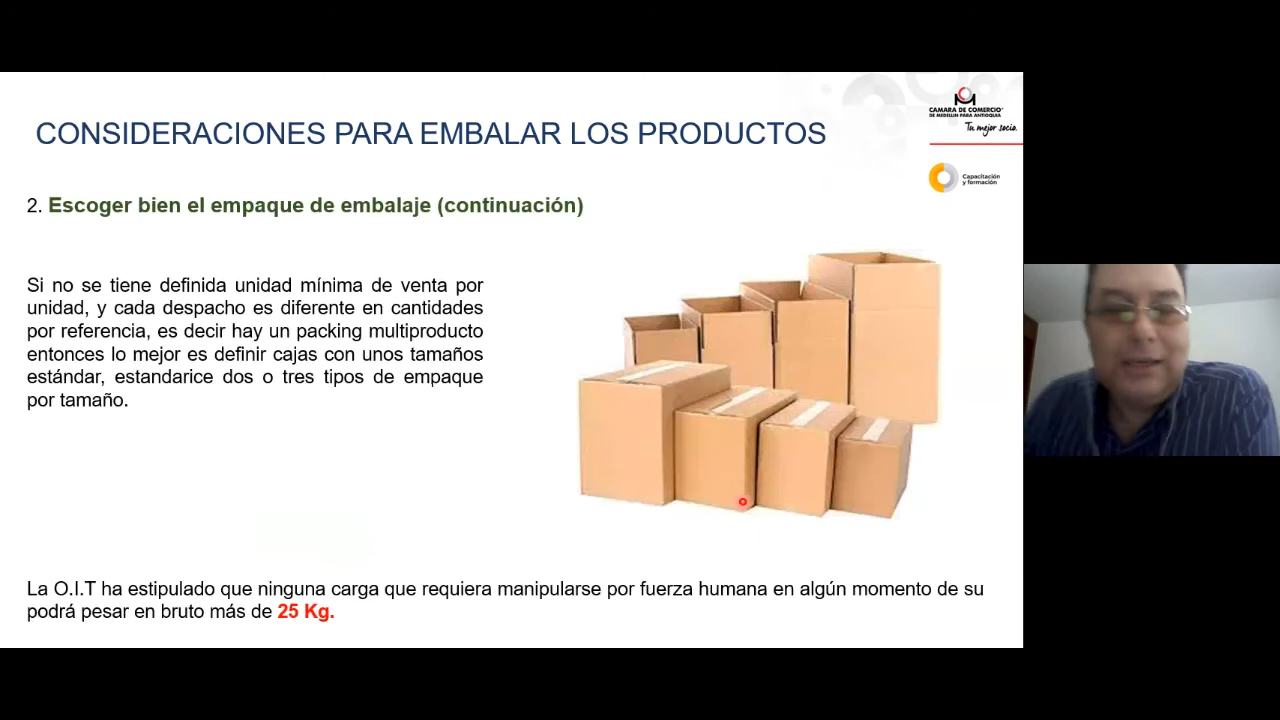 CONSIDERACIONES PARA EMBALAR LOS PRODUCTOS
CAMARA DE COMERCIO
DE MEDELLIN PARA ANTIOQUIA
Tu mejor socio.
Capacitación
y formación
2. Escoger bien el empaque de embalaje (continuación)
Si no se tiene definida unidad mínima de venta por
unidad, y cada despacho es diferente en cantidades
por referencia, es decir hay un packing multiproducto
entonces lo mejor es definir cajas con unos tamaños
estándar, estandarice dos o tres tipos de empaque
por tamaño.
La O.I.T ha estipulado que ninguna carga que requiera manipularse por fuerza humana en algún momento de su
podrá pesar en bruto más de 25 Kg.